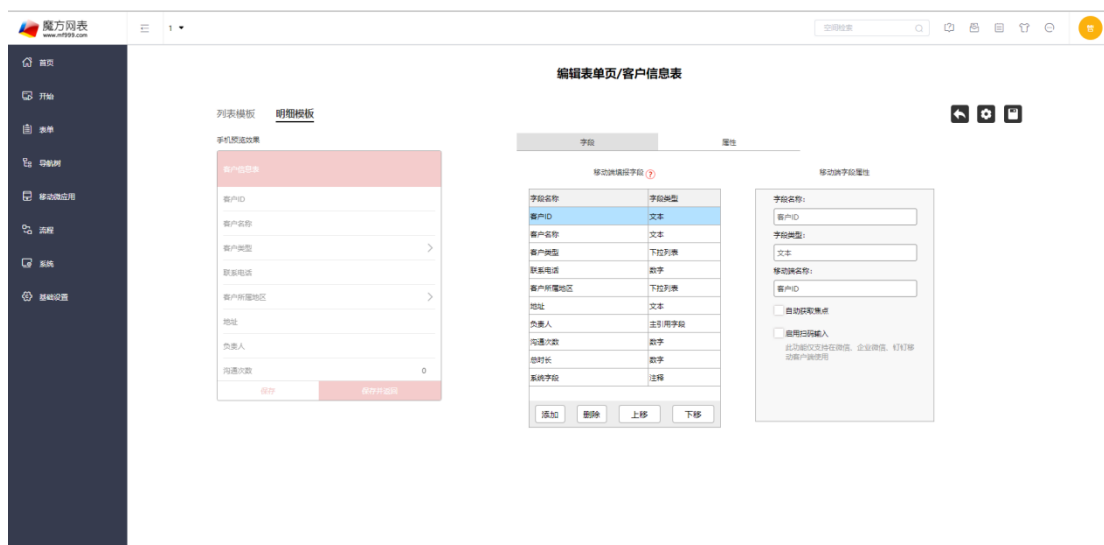 魔方网表
www.mf999.com
1
空间检索
管
首页
开始
表单
导航树
移动微应用
流程
系统
基础设置
编辑表单页/客户信息表
列表模板 明细模板
手机预览效果
客户信息表
客户ID
客户名称
客户类型
联系电话
客户所属地区
地址
负责人
沟通次数 0
保存 保存并返回
字段 属性
移动端填报字段 ?
字段名称 字段类型
客户ID 文本
客户名称 文本
客户类型 下拉列表
联系电话 数字
客户所属地区 下拉列表
地址 文本
负责人 主引用字段
沟通次数 数字
总时长 数字
系统字段 注释
添加 删除 上移 下移
移动端字段属性
字段名称:
客户ID
字段类型:
文本
移动端名称:
客户ID
自动获取焦点
启用扫码输入
此功能仅支持在微信、企业微信、钉钉移
动客户端使用